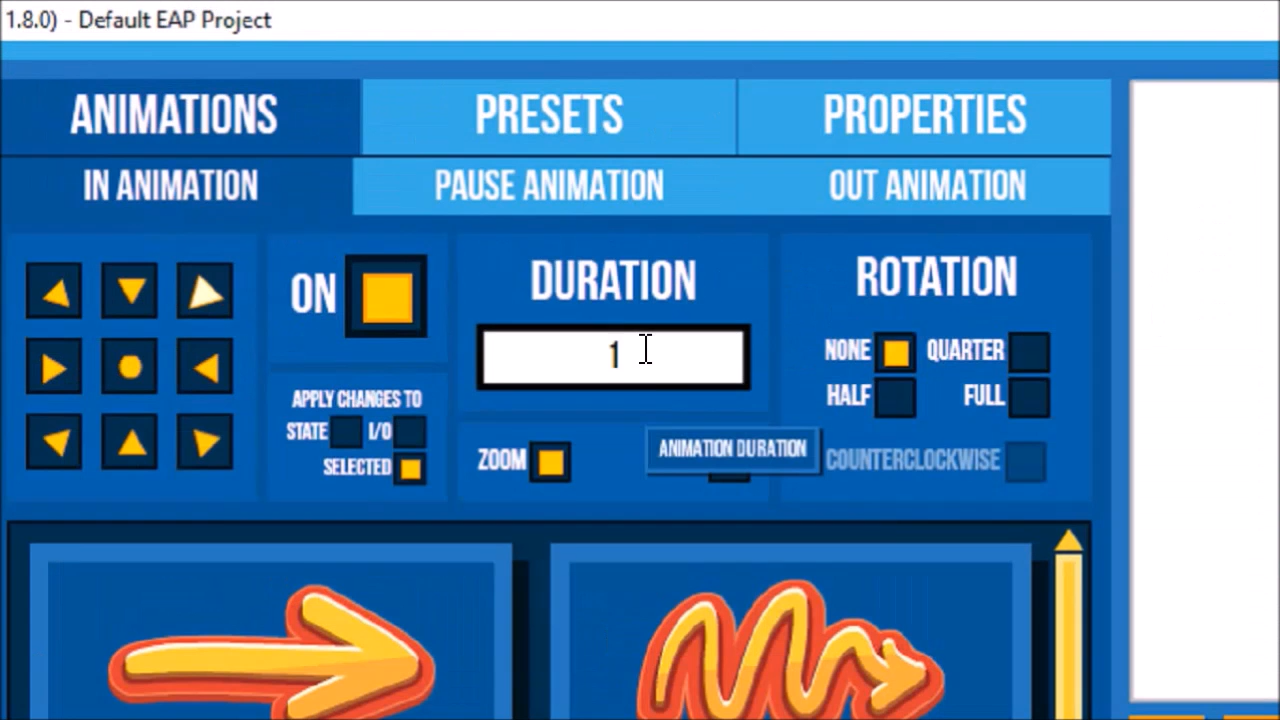 1.8.0) - Default EAP Project
ANIMATIONS PRESETS PROPERTIES
IN ANIMATION PAUSE ANIMATION OUT ANIMATION
ON
DURATION
1
ROTATION
NONE QUARTER
HALF FULL
COUNTERCLOCKWISE
APPLY CHANGES TO
STATE I/O
SELECTED
ZOOM
ANIMATION DURATION